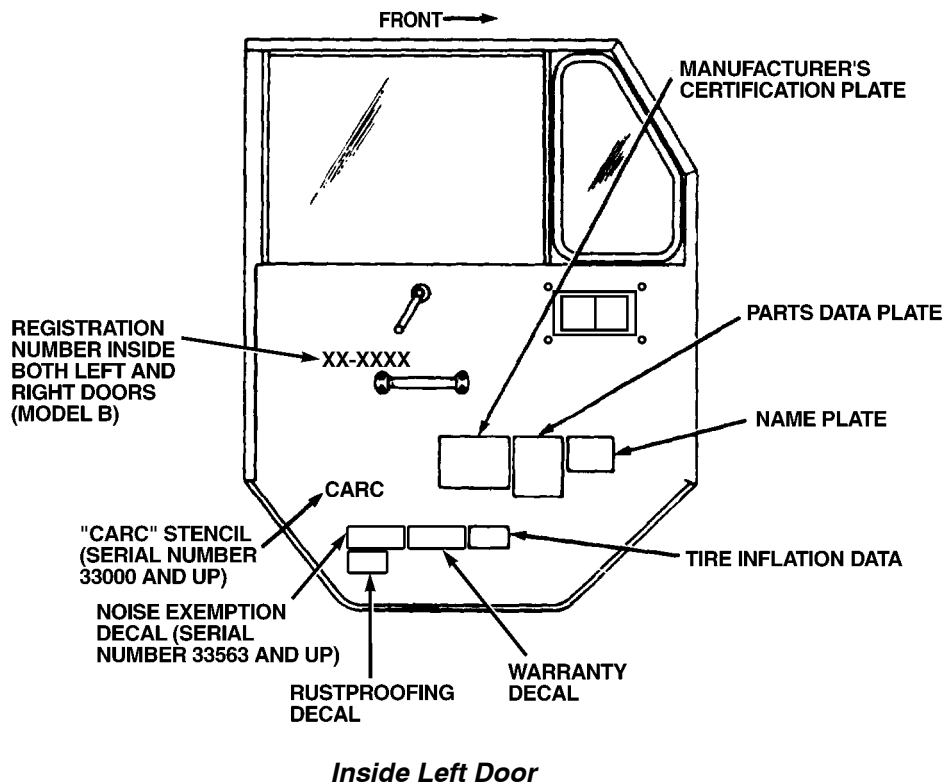 FRONT
MANUFACTURER'S
CERTIFICATION PLATE
PARTS DATA PLATE
REGISTRATION
NUMBER INSIDE
BOTH LEFT AND
RIGHT DOORS
(MODEL B)
XX-XXXX
NAME PLATE
CARC
"CARC" STENCIL
(SERIAL NUMBER
33000 AND UP)
TIRE INFLATION DATA
NOISE EXEMPTION
DECAL (SERIAL
NUMBER 33563 AND UP)
WARRANTY
DECAL
RUSTPROOFING
DECAL
Inside Left Door